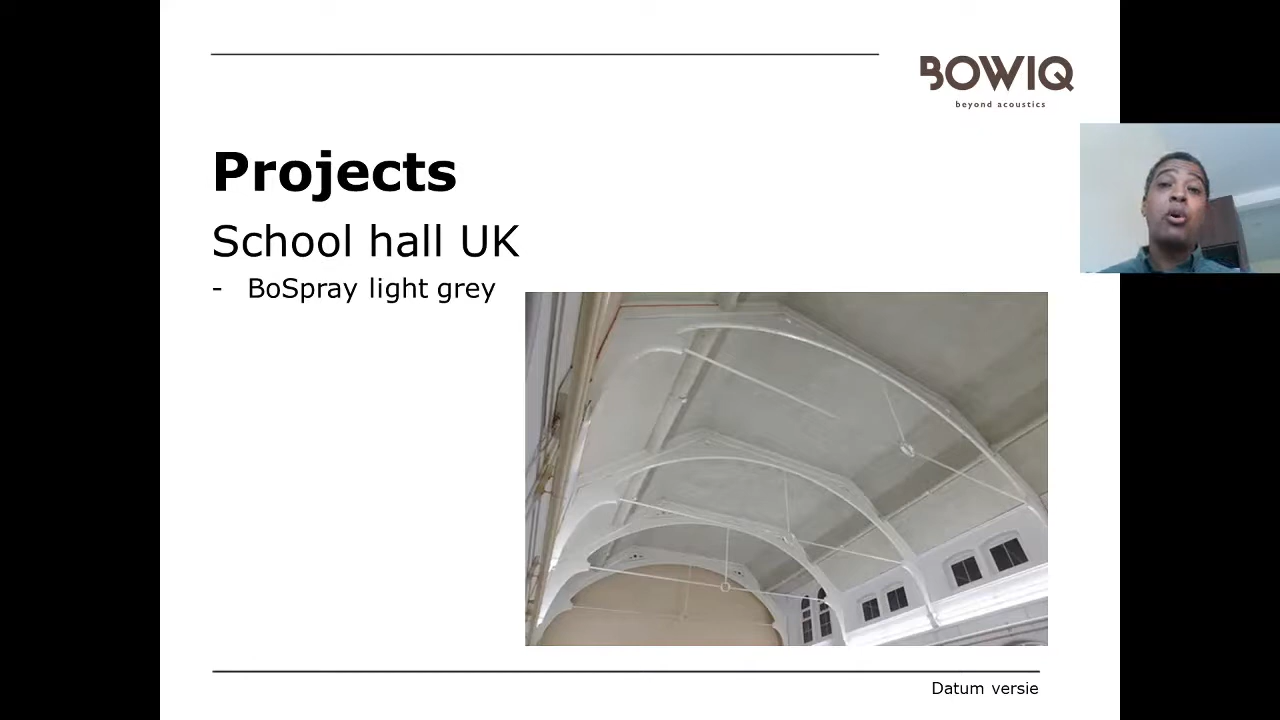 BOWIQ
beyond acoustics
Projects
School hall UK
- BoSpray light grey
Datum versie